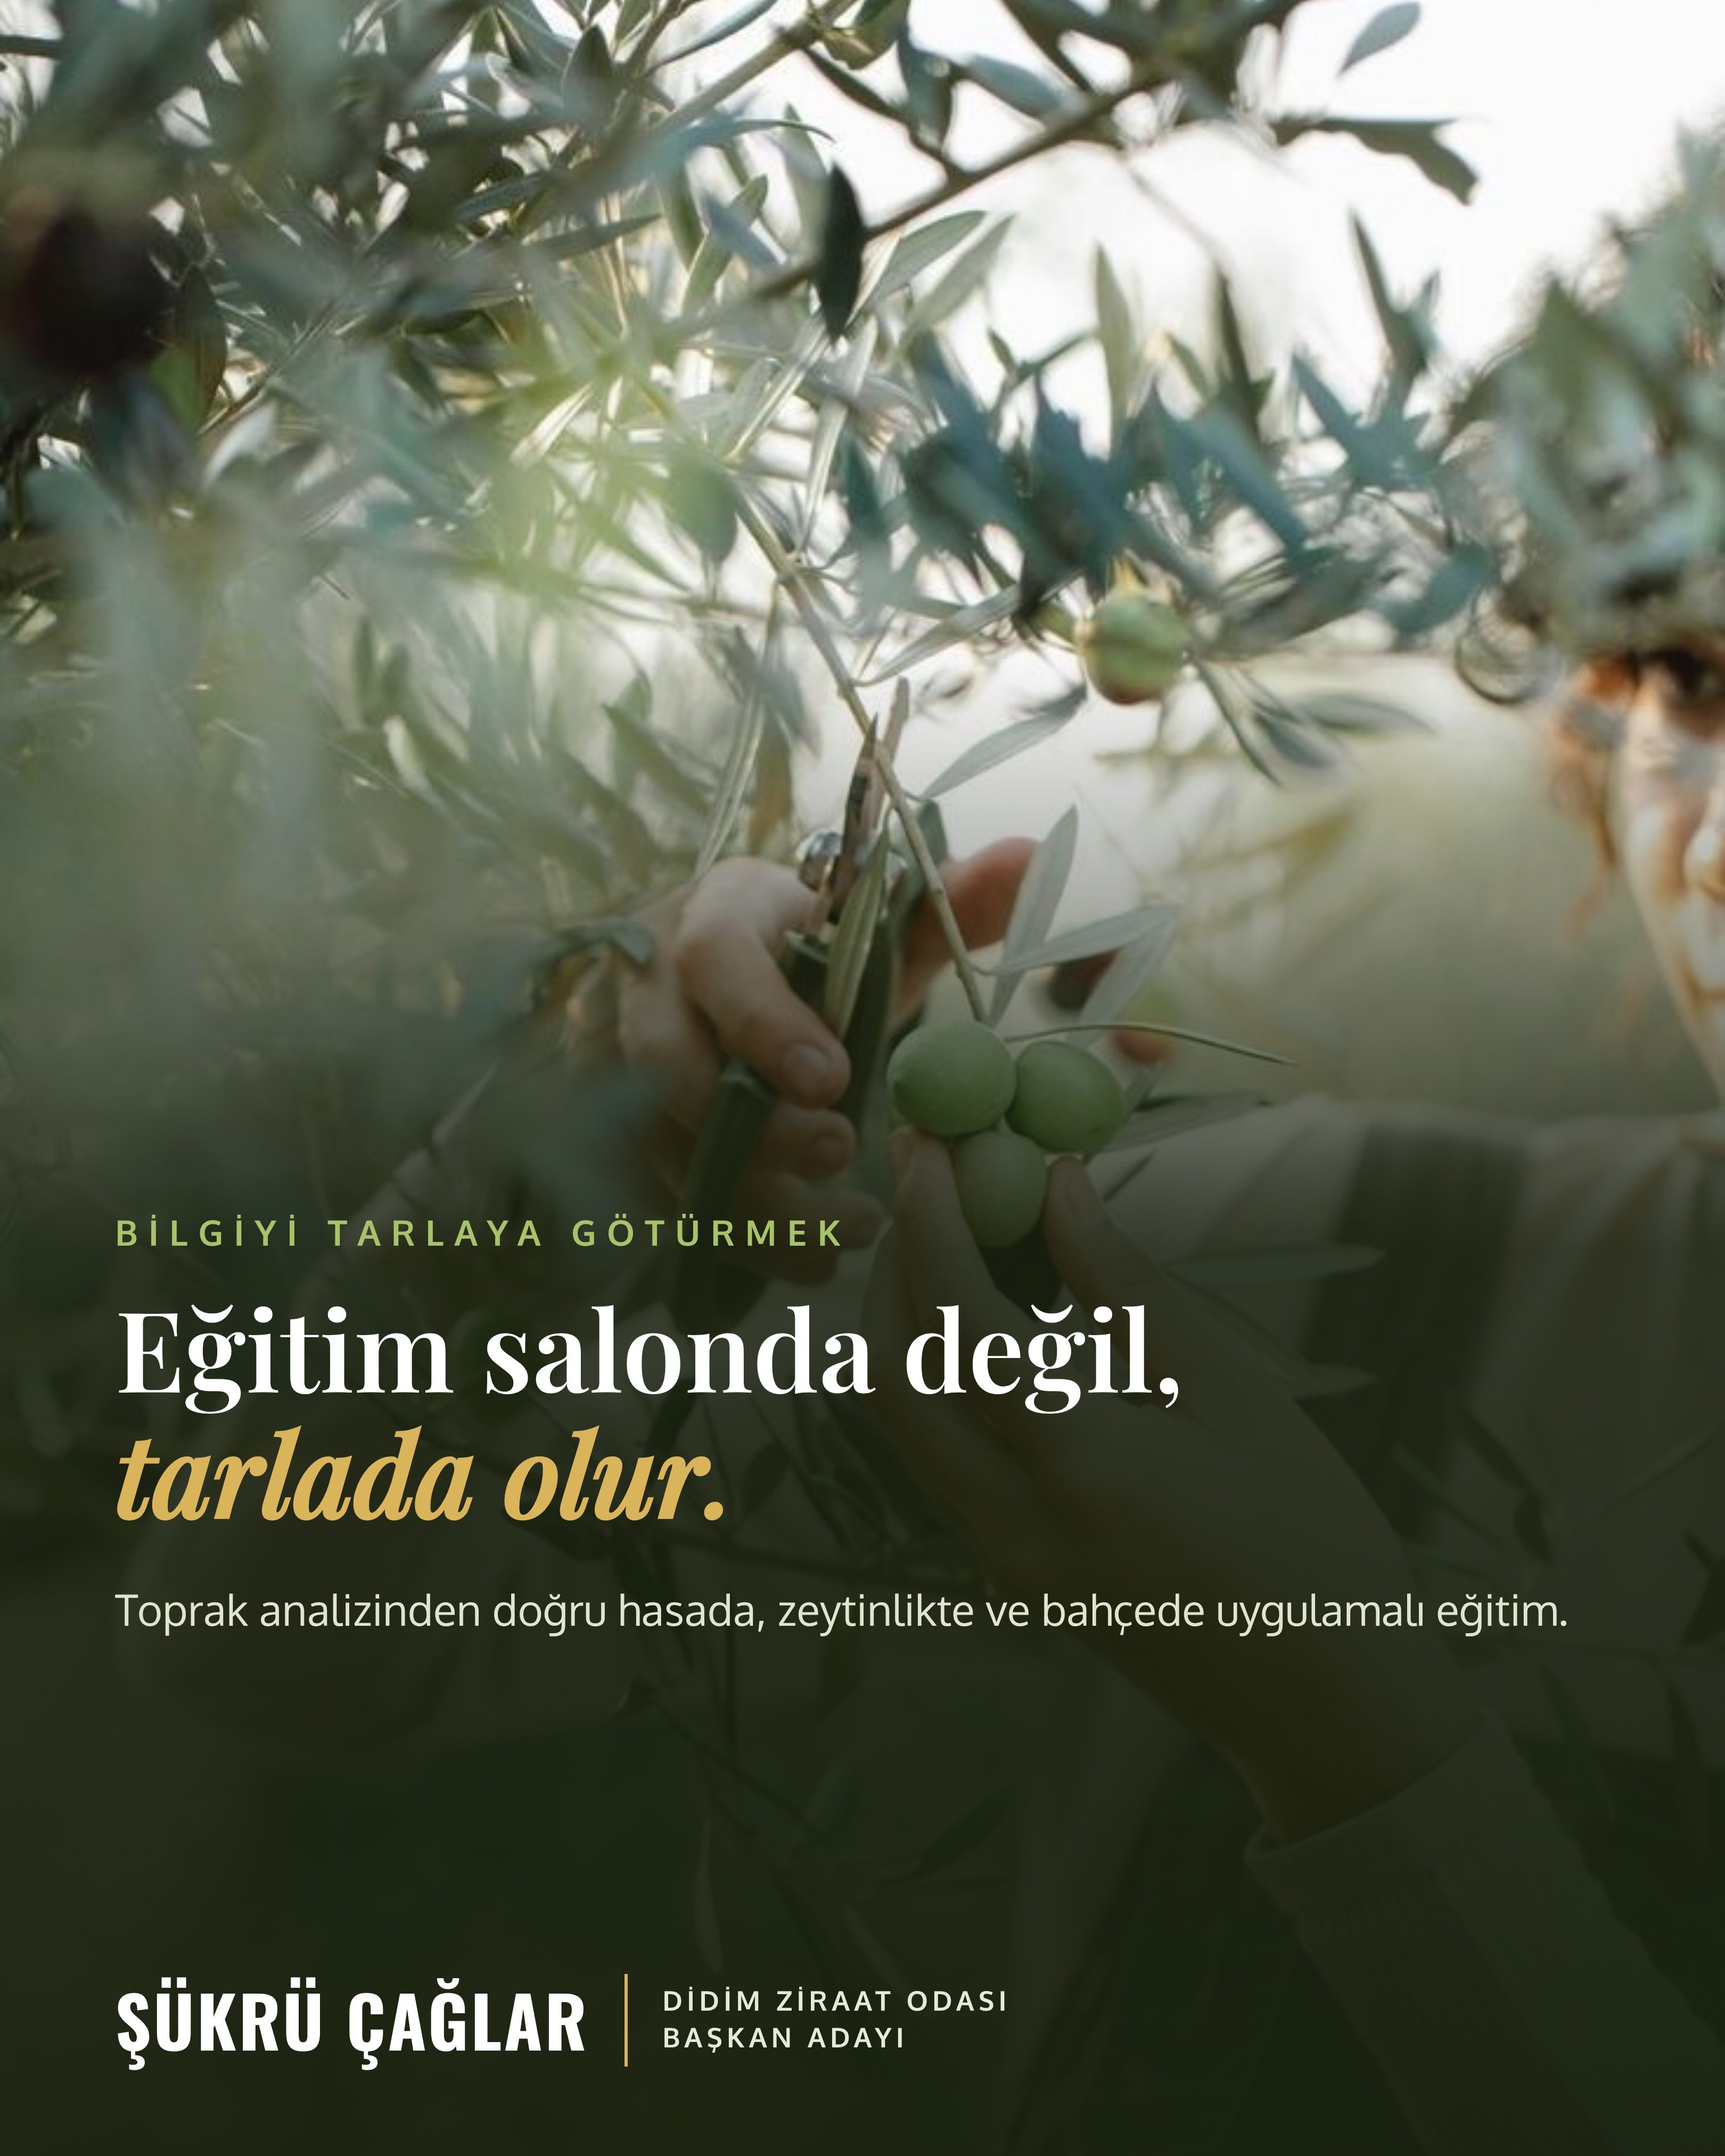 BİLGİYİ TARLAYA GÖTÜRMEK
Eğitim salonda değil,
tarlada olur.
Toprak analizinden doğru hasada, zeytinlikte ve bahçede uygulamalı eğitim.
ŞÜKRÜ ÇAĞLAR
DİDİM ZİRAAT ODASI
BAŞKAN ADAYI